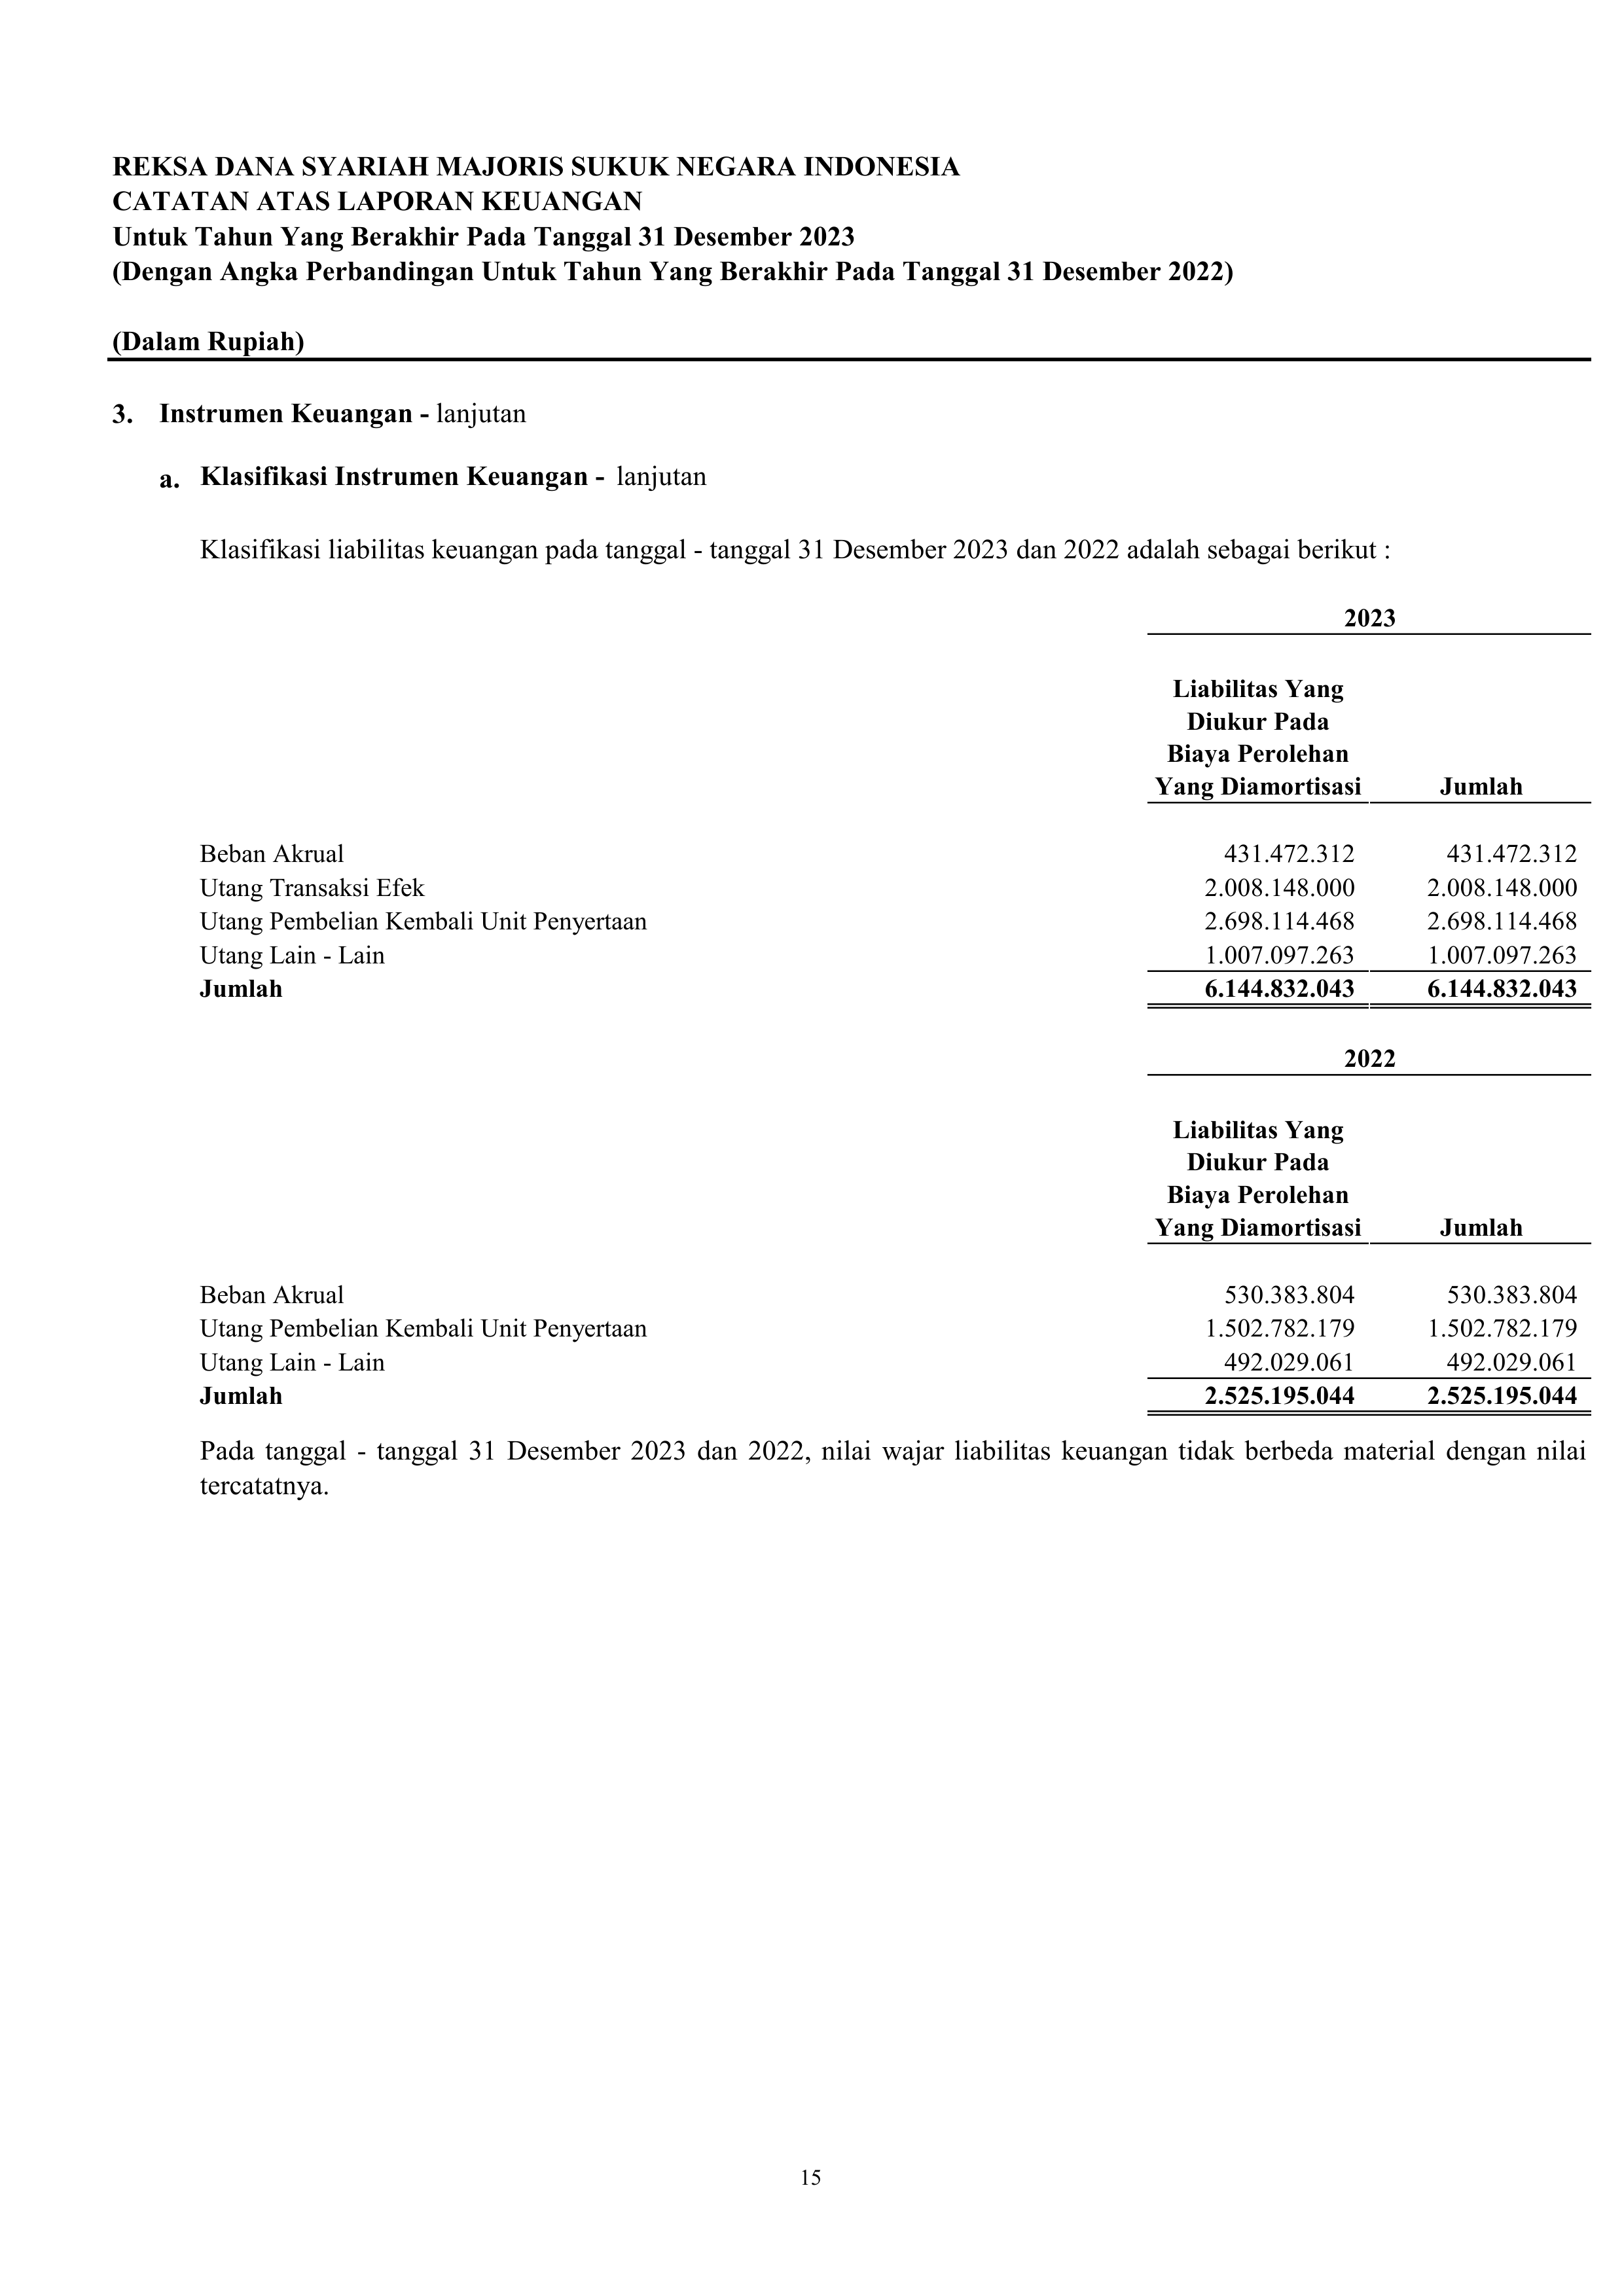 REKSA DANA SYARIAH MAJORIS SUKUK NEGARA INDONESIA
CATATAN ATAS LAPORAN KEUANGAN
Untuk Tahun Yang Berakhir Pada Tanggal 31 Desember 2023
(Dengan Angka Perbandingan Untuk Tahun Yang Berakhir Pada Tanggal 31 Desember 2022)
(Dalam Rupiah)
3. Instrumen Keuangan - lanjutan
a. Klasifikasi Instrumen Keuangan - lanjutan
Klasifikasi liabilitas keuangan pada tanggal - tanggal 31 Desember 2023 dan 2022 adalah sebagai berikut :
2023
Liabilitas Yang
Diukur Pada
Biaya Perolehan
Yang Diamortisasi Jumlah
Beban Akrual 431.472.312 431.472.312
Utang Transaksi Efek 2.008.148.000 2.008.148.000
Utang Pembelian Kembali Unit Penyertaan 2.698.114.468 2.698.114.468
Utang Lain - Lain 1.007.097.263 1.007.097.263
Jumlah 6.144.832.043 6.144.832.043
2022
Liabilitas Yang
Diukur Pada
Biaya Perolehan
Yang Diamortisasi Jumlah
Beban Akrual 530.383.804 530.383.804
Utang Pembelian Kembali Unit Penyertaan 1.502.782.179 1.502.782.179
Utang Lain - Lain 492.029.061 492.029.061
Jumlah 2.525.195.044 2.525.195.044
Pada tanggal - tanggal 31 Desember 2023 dan 2022, nilai wajar liabilitas keuangan tidak berbeda material dengan nilai
tercatatnya.
15